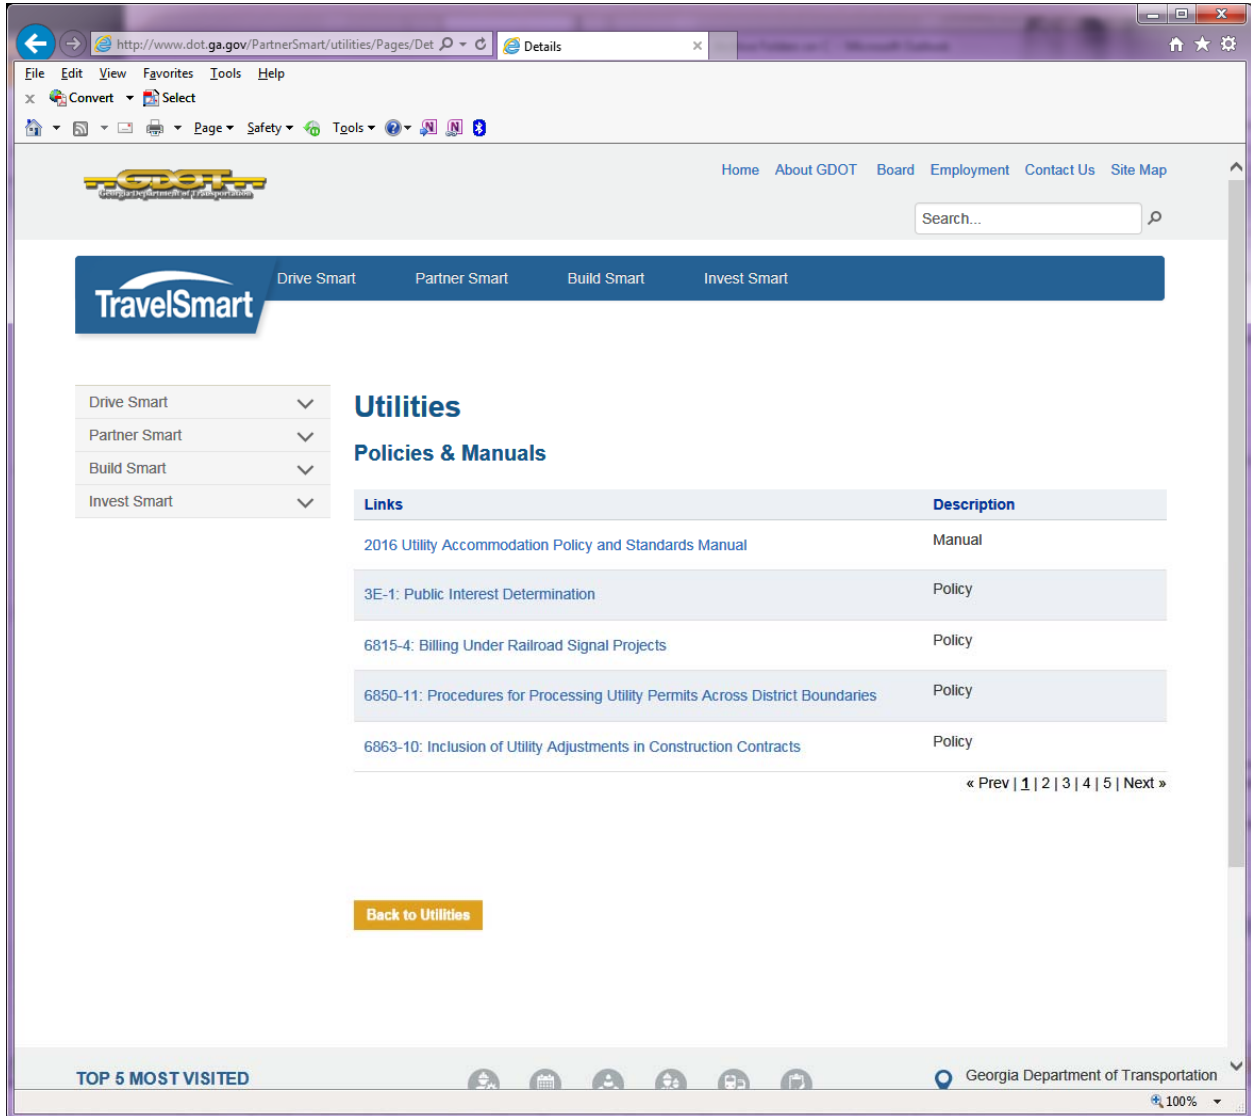 http://www.dot.ga.gov/PartnerSmart/utilities/Pages/Det
Details
File Edit View Favorites Tools Help
Convert Select
Page Safety Tools
GDOT
Georgia Department of Transportation
Home About GDOT Board Employment Contact Us Site Map
Search...
TravelSmart
Drive Smart Partner Smart Build Smart Invest Smart
Drive Smart
Partner Smart
Build Smart
Invest Smart
Utilities
Policies & Manuals
Links Description
2016 Utility Accommodation Policy and Standards Manual Manual
3E-1: Public Interest Determination Policy
6815-4: Billing Under Railroad Signal Projects Policy
6850-11: Procedures for Processing Utility Permits Across District Boundaries Policy
6863-10: Inclusion of Utility Adjustments in Construction Contracts Policy
« Prev | 1 | 2 | 3 | 4 | 5 | Next »
Back to Utilities
TOP 5 MOST VISITED
Georgia Department of Transportation
100%